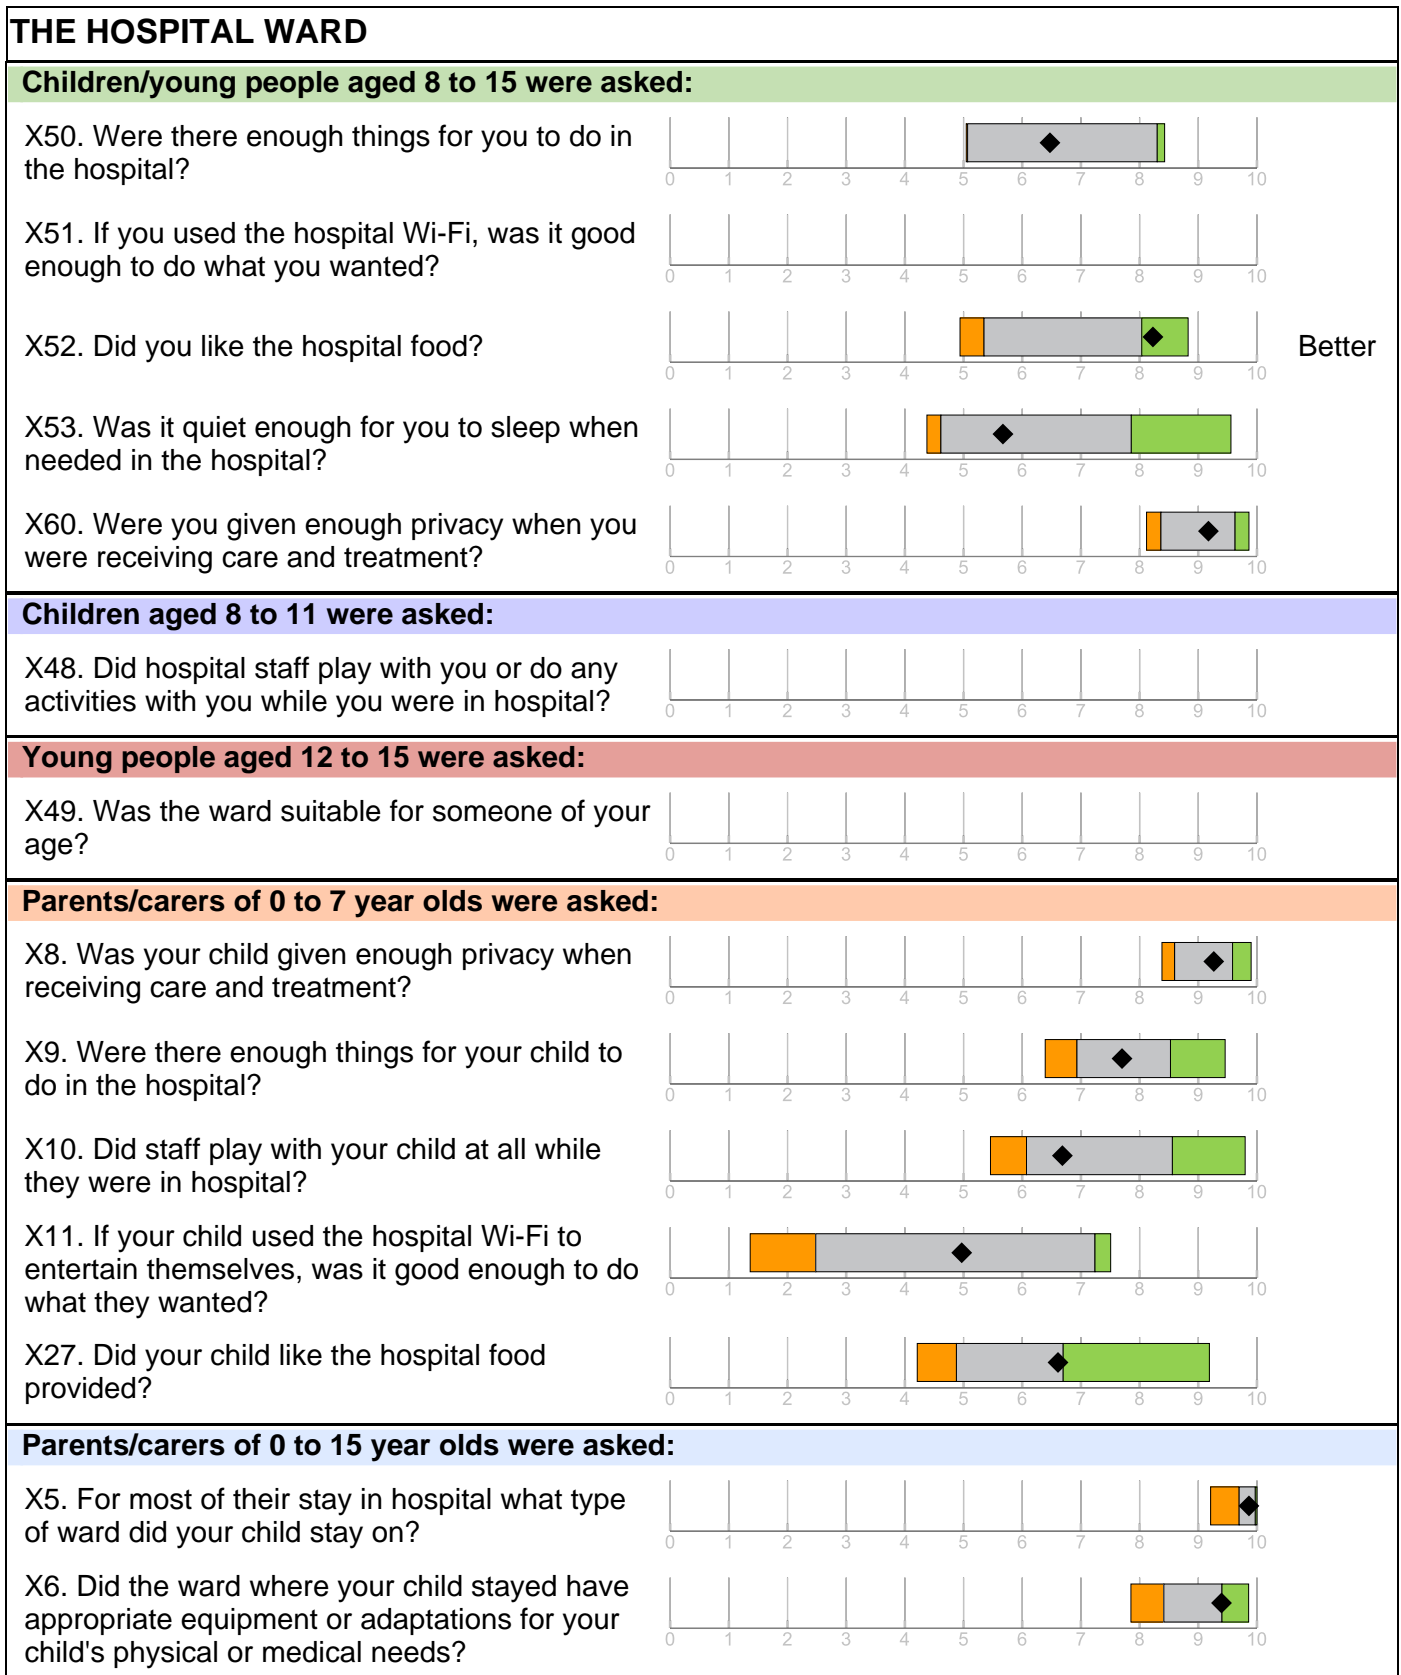 THE HOSPITAL WARD
Children/young people aged 8 to 15 were asked:
X50. Were there enough things for you to do in
the hospital?
0 1 2 3 4 5 6 7 8 9 10
X51. If you used the hospital Wi-Fi, was it good
enough to do what you wanted?
0 1 2 3 4 5 6 7 8 9 10
X52. Did you like the hospital food?
Better
0 1 2 3 4 5 6 7 8 9 10
X53. Was it quiet enough for you to sleep when
needed in the hospital?
0 1 2 3 4 5 6 7 8 9 10
X60. Were you given enough privacy when you
were receiving care and treatment?
0 1 2 3 4 5 6 7 8 9 10
Children aged 8 to 11 were asked:
X48. Did hospital staff play with you or do any
activities with you while you were in hospital?
0 1 2 3 4 5 6 7 8 9 10
Young people aged 12 to 15 were asked:
X49. Was the ward suitable for someone of your
age?
0 1 2 3 4 5 6 7 8 9 10
Parents/carers of 0 to 7 year olds were asked:
X8. Was your child given enough privacy when
receiving care and treatment?
0 1 2 3 4 5 6 7 8 9 10
X9. Were there enough things for your child to
do in the hospital?
0 1 2 3 4 5 6 7 8 9 10
X10. Did staff play with your child at all while
they were in hospital?
0 1 2 3 4 5 6 7 8 9 10
X11. If your child used the hospital Wi-Fi to
entertain themselves, was it good enough to do
what they wanted?
0 1 2 3 4 5 6 7 8 9 10
X27. Did your child like the hospital food
provided?
0 1 2 3 4 5 6 7 8 9 10
Parents/carers of 0 to 15 year olds were asked:
X5. For most of their stay in hospital what type
of ward did your child stay on?
0 1 2 3 4 5 6 7 8 9 10
X6. Did the ward where your child stayed have
appropriate equipment or adaptations for your
child's physical or medical needs?
0 1 2 3 4 5 6 7 8 9 10